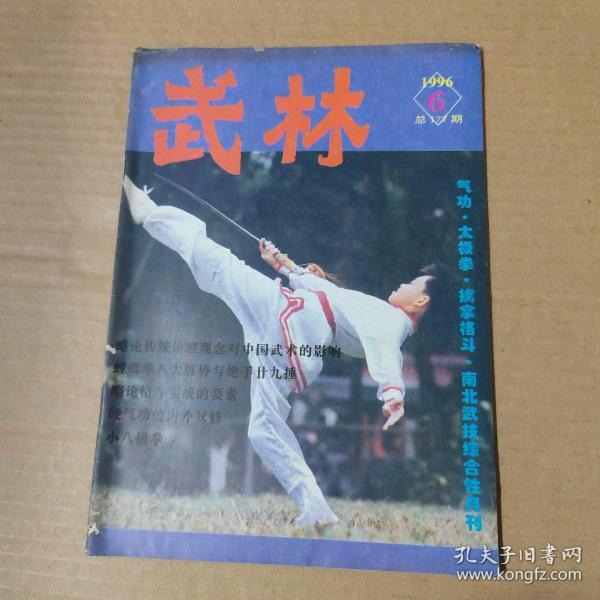 武林
1996
6
总177期
气功·太极拳·擒拿格斗·南北武技综合性月刊
略论传统伦理观念对中国武术的影响
螳螂拳八大桩势与绝手廿九捶
略论格斗实战的要素
硬气功的内外双修
小八极拳
孔夫子旧书网
www.kongfz.com